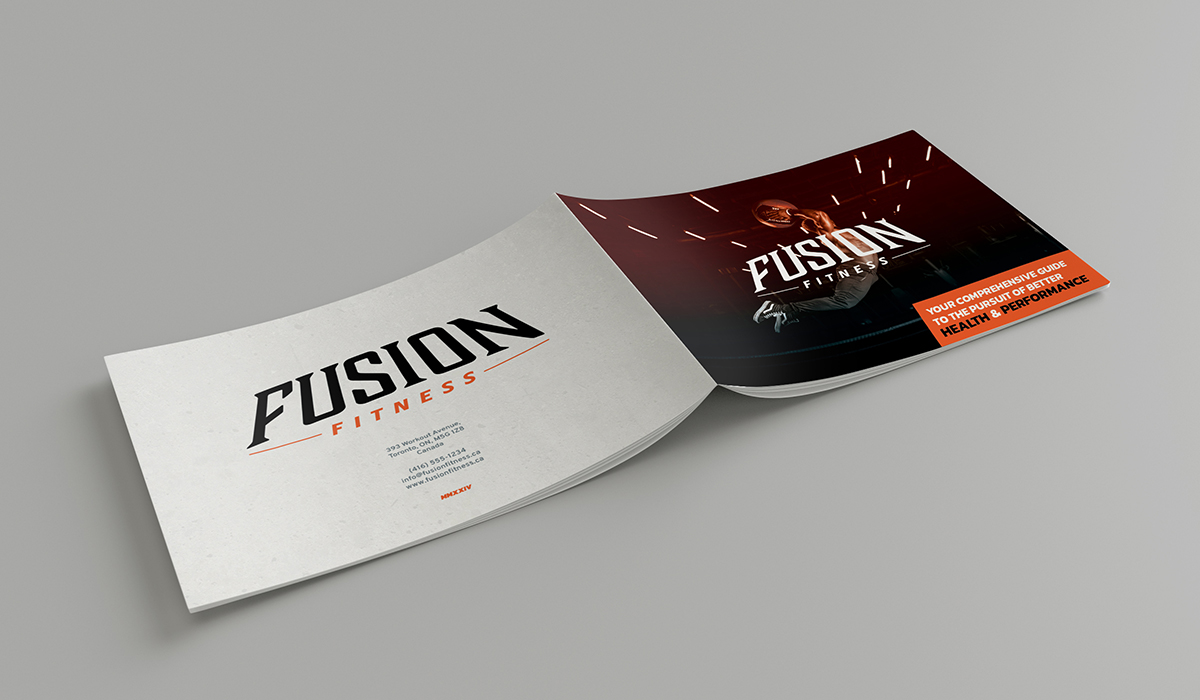 FUSION
FITNESS
393 Workout Avenue,
Toronto, ON, M5G 1Z8
Canada
(416) 555-1234
info@fusionfitness.ca
www.fusionfitness.ca
MMXXIV
FUSION
FITNESS
YOUR COMPREHENSIVE GUIDE
TO THE PURSUIT OF BETTER
HEALTH & PERFORMANCE